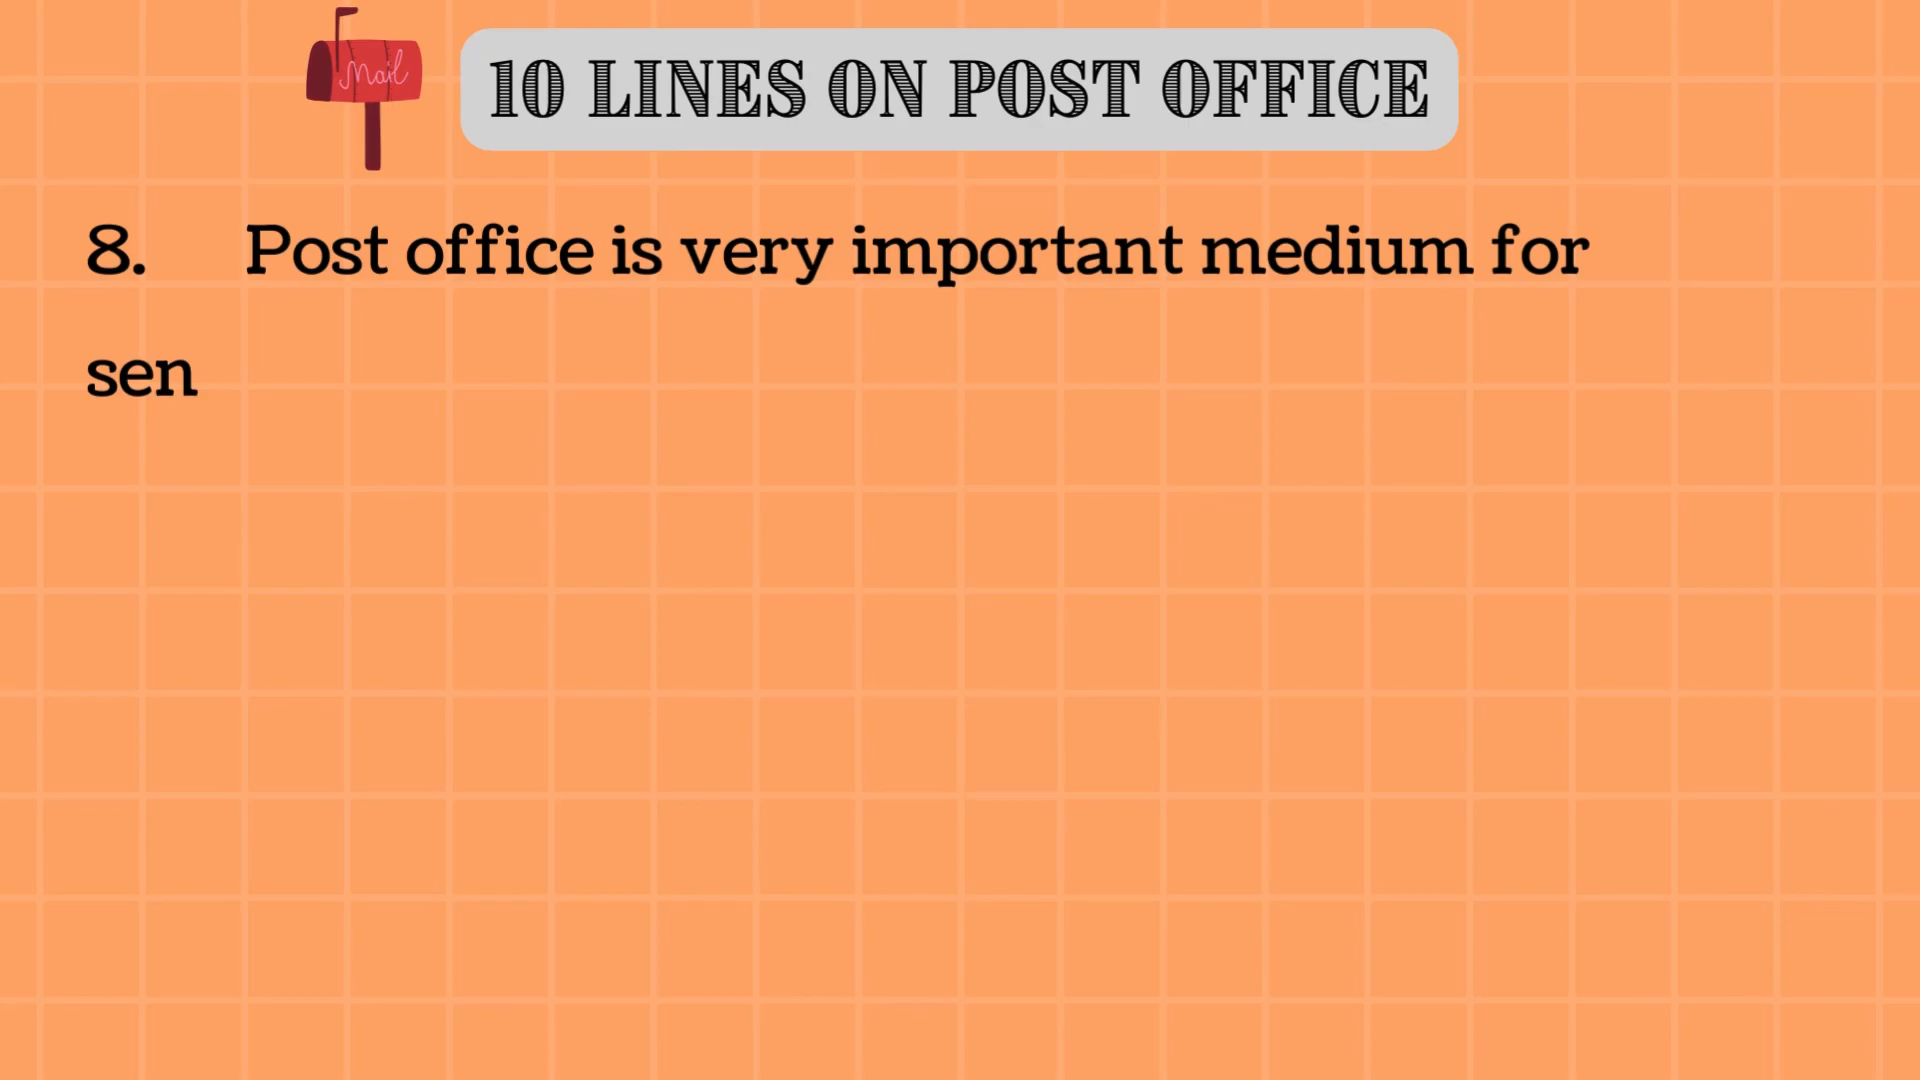 Mail
10 LINES ON POST OFFICE
8. Post office is very important medium for
sen